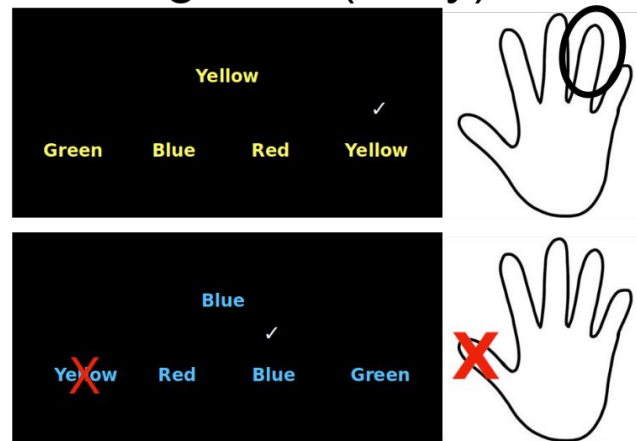 Yellow
✓
Green Blue Red Yellow
Blue
✓
Yellow Red Blue Green